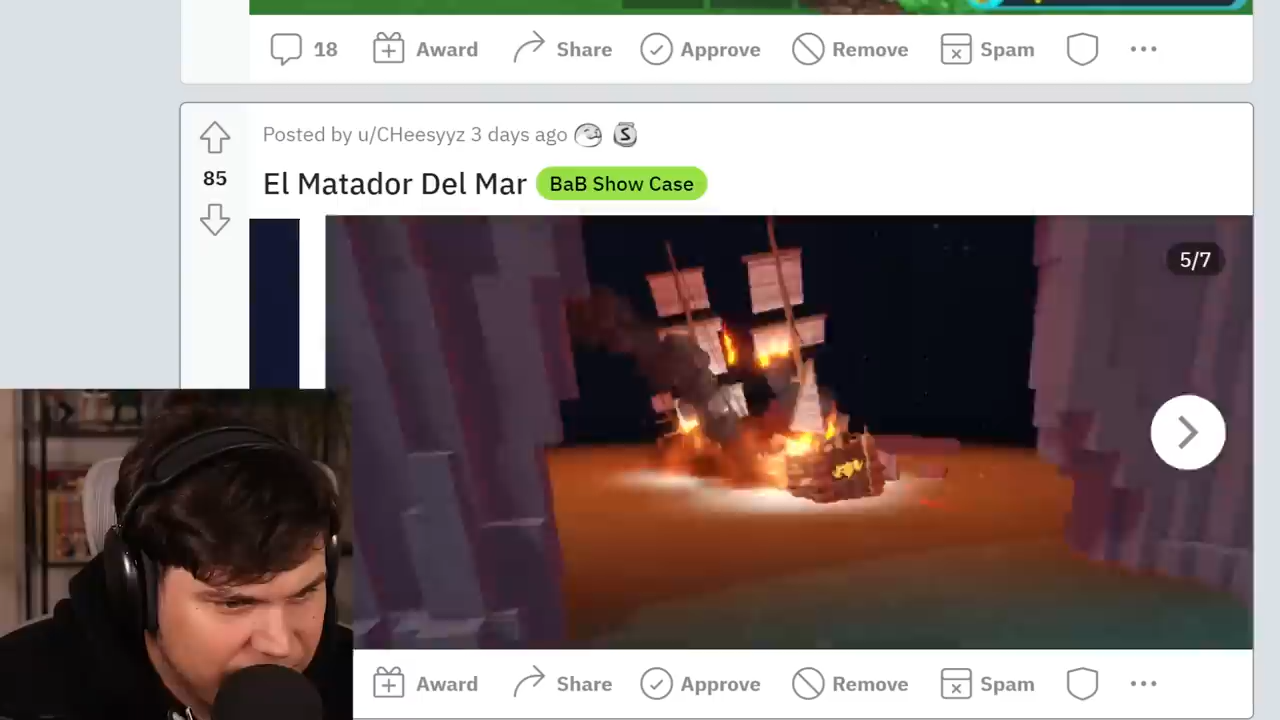 18 Award Share Approve Remove Spam
Posted by u/CHeesyyz 3 days ago
85
El Matador Del Mar BaB Show Case
5/7
Award Share Approve Remove Spam